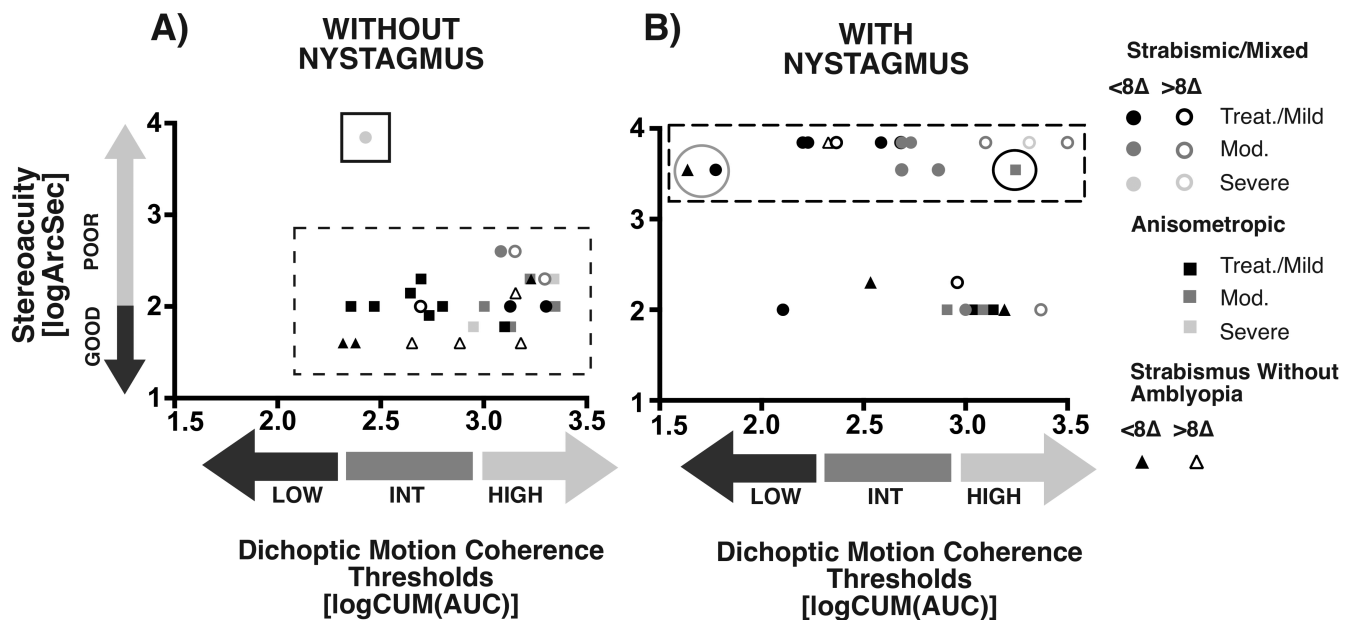 A)
WITHOUT
NYSTAGMUS
Stereoacuity
[logArcSec]
POOR
GOOD
4
3
2
1
1.5 2.0 2.5 3.0 3.5
LOW INT HIGH
Dichoptic Motion Coherence
Thresholds
[logCUM(AUC)]
B)
WITH
NYSTAGMUS
4
3
2
1
1.5 2.0 2.5 3.0 3.5
LOW INT HIGH
Dichoptic Motion Coherence
Thresholds
[logCUM(AUC)]
Strabismic/Mixed
<8Δ >8Δ
Treat./Mild
Mod.
Severe
Anisometropic
Treat./Mild
Mod.
Severe
Strabismus Without
Amblyopia
<8Δ >8Δ